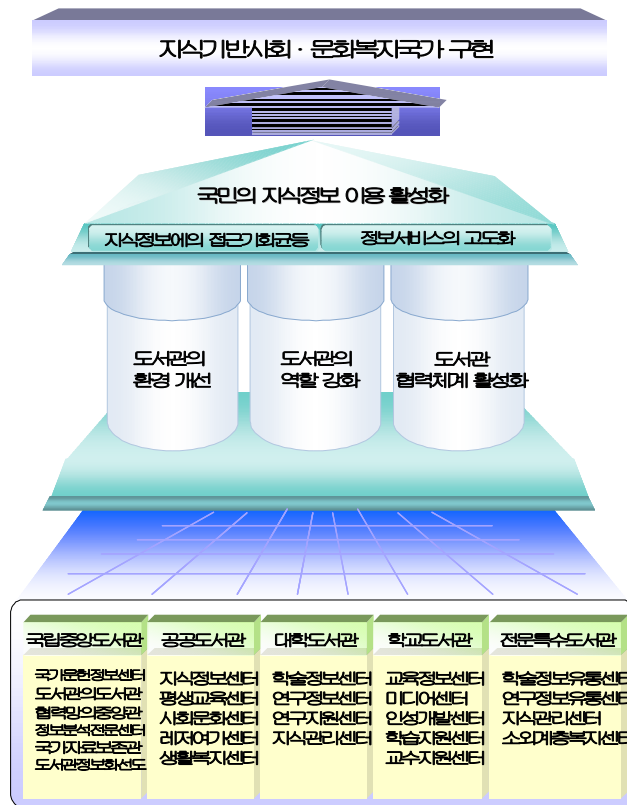 지식기반사회 · 문화복지국가 구현
국민의 지식정보 이용 활성화
지식정보에의 접근기회균등
정보서비스의 고도화
도서관의
환경 개선
도서관의
역할 강화
도서관
협력체계 활성화
국립중앙도서관
국가문헌정보센터
도서관의도서관
협력망의중앙관
정보분석전문센터
국가자료보존관
도서관정보화선도
공공도서관
지식정보센터
평생교육센터
사회문화센터
레저여가센터
생활복지센터
대학도서관
학술정보센터
연구정보센터
연구지원센터
지식관리센터
학교도서관
교육정보센터
미디어센터
인성개발센터
학습지원센터
교수지원센터
전문특수도서관
학술정보유통센터
연구정보유통센터
지식관리센터
소외계층복지센터